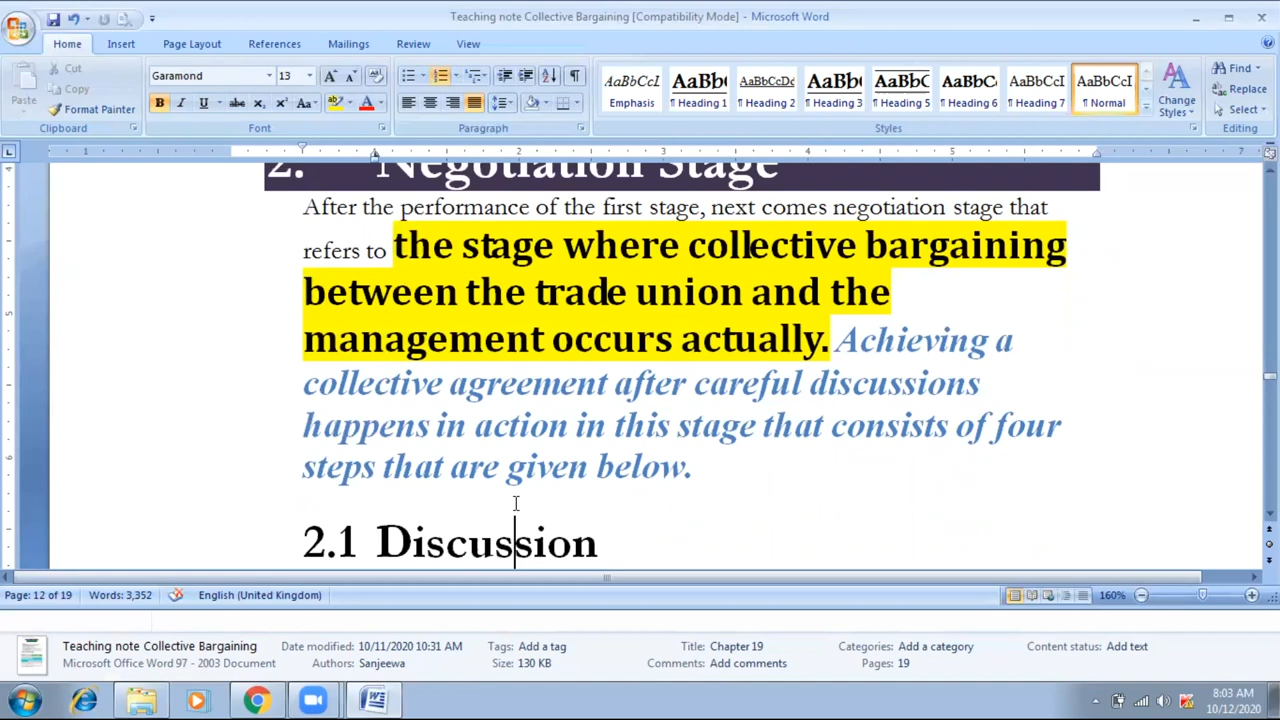 Teaching note Collective Bargaining [Compatibility Mode] - Microsoft Word
Home Insert Page Layout References Mailings Review View
Paste
Cut
Copy
Format Painter
Clipboard
Garamond 13
Font
Paragraph
AaBbCcI AaBbC AaBbCcDc AaBbC AaBbC AaBbC AaBbCcI AaBbCcI
Emphasis ¶ Heading 1 ¶ Heading 2 ¶ Heading 3 ¶ Heading 5 ¶ Heading 6 ¶ Heading 7 ¶ Normal
Change Styles
Styles
Find
Replace
Select
Editing
2. Negotiation Stage
After the performance of the first stage, next comes negotiation stage that
refers to the stage where collective bargaining
between the trade union and the
management occurs actually. Achieving a
collective agreement after careful discussions
happens in action in this stage that consists of four
steps that are given below.
2.1 Discussion
Page: 12 of 19 Words: 3,352 English (United Kingdom) 160%
Teaching note Collective Bargaining Date modified: 10/11/2020 10:31 AM Tags: Add a tag Title: Chapter 19 Categories: Add a category Content status: Add text
Microsoft Office Word 97 - 2003 Document Authors: Sanjeewa Size: 130 KB Comments: Add comments Pages: 19
8:03 AM
10/12/2020